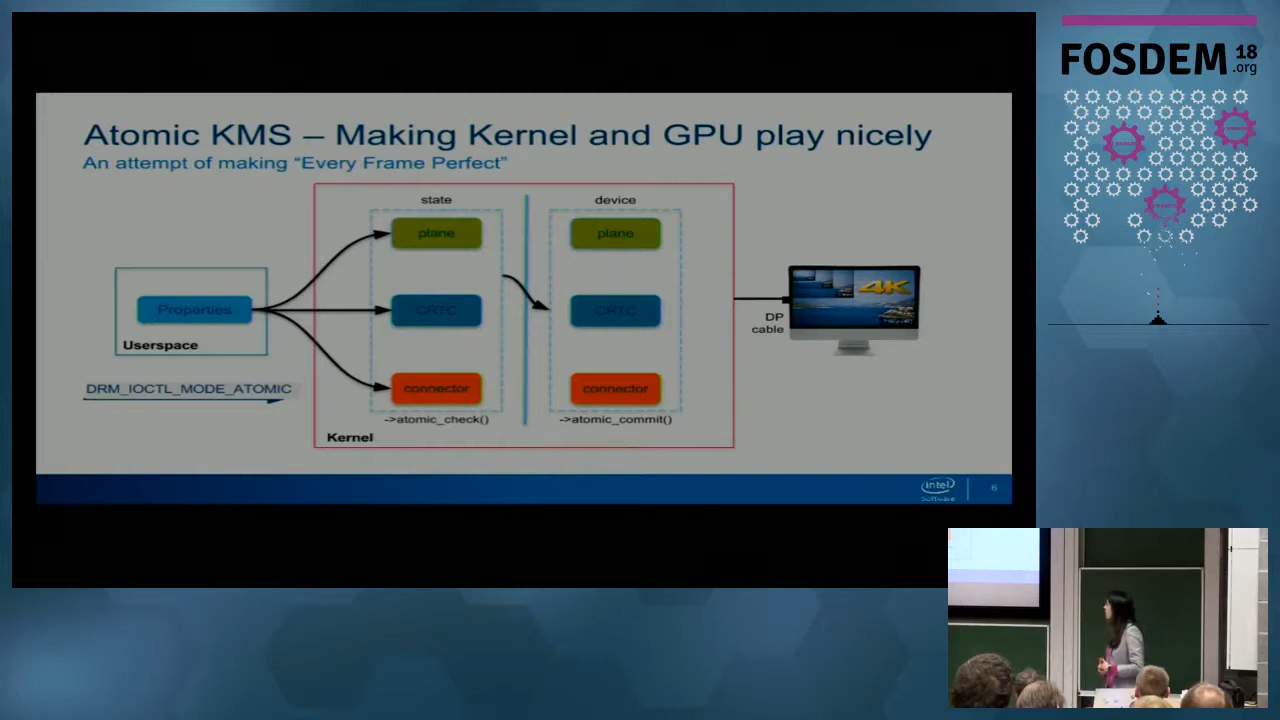 Atomic KMS – Making Kernel and GPU play nicely
An attempt of making “Every Frame Perfect”
state
device
plane
plane
Properties
CRTC
CRTC
Userspace
DP
cable
4K
DRM_IOCTL_MODE_ATOMIC
connector
connector
->atomic_check()
->atomic_commit()
Kernel
intel
Software
6
FOSDEM 18
.org